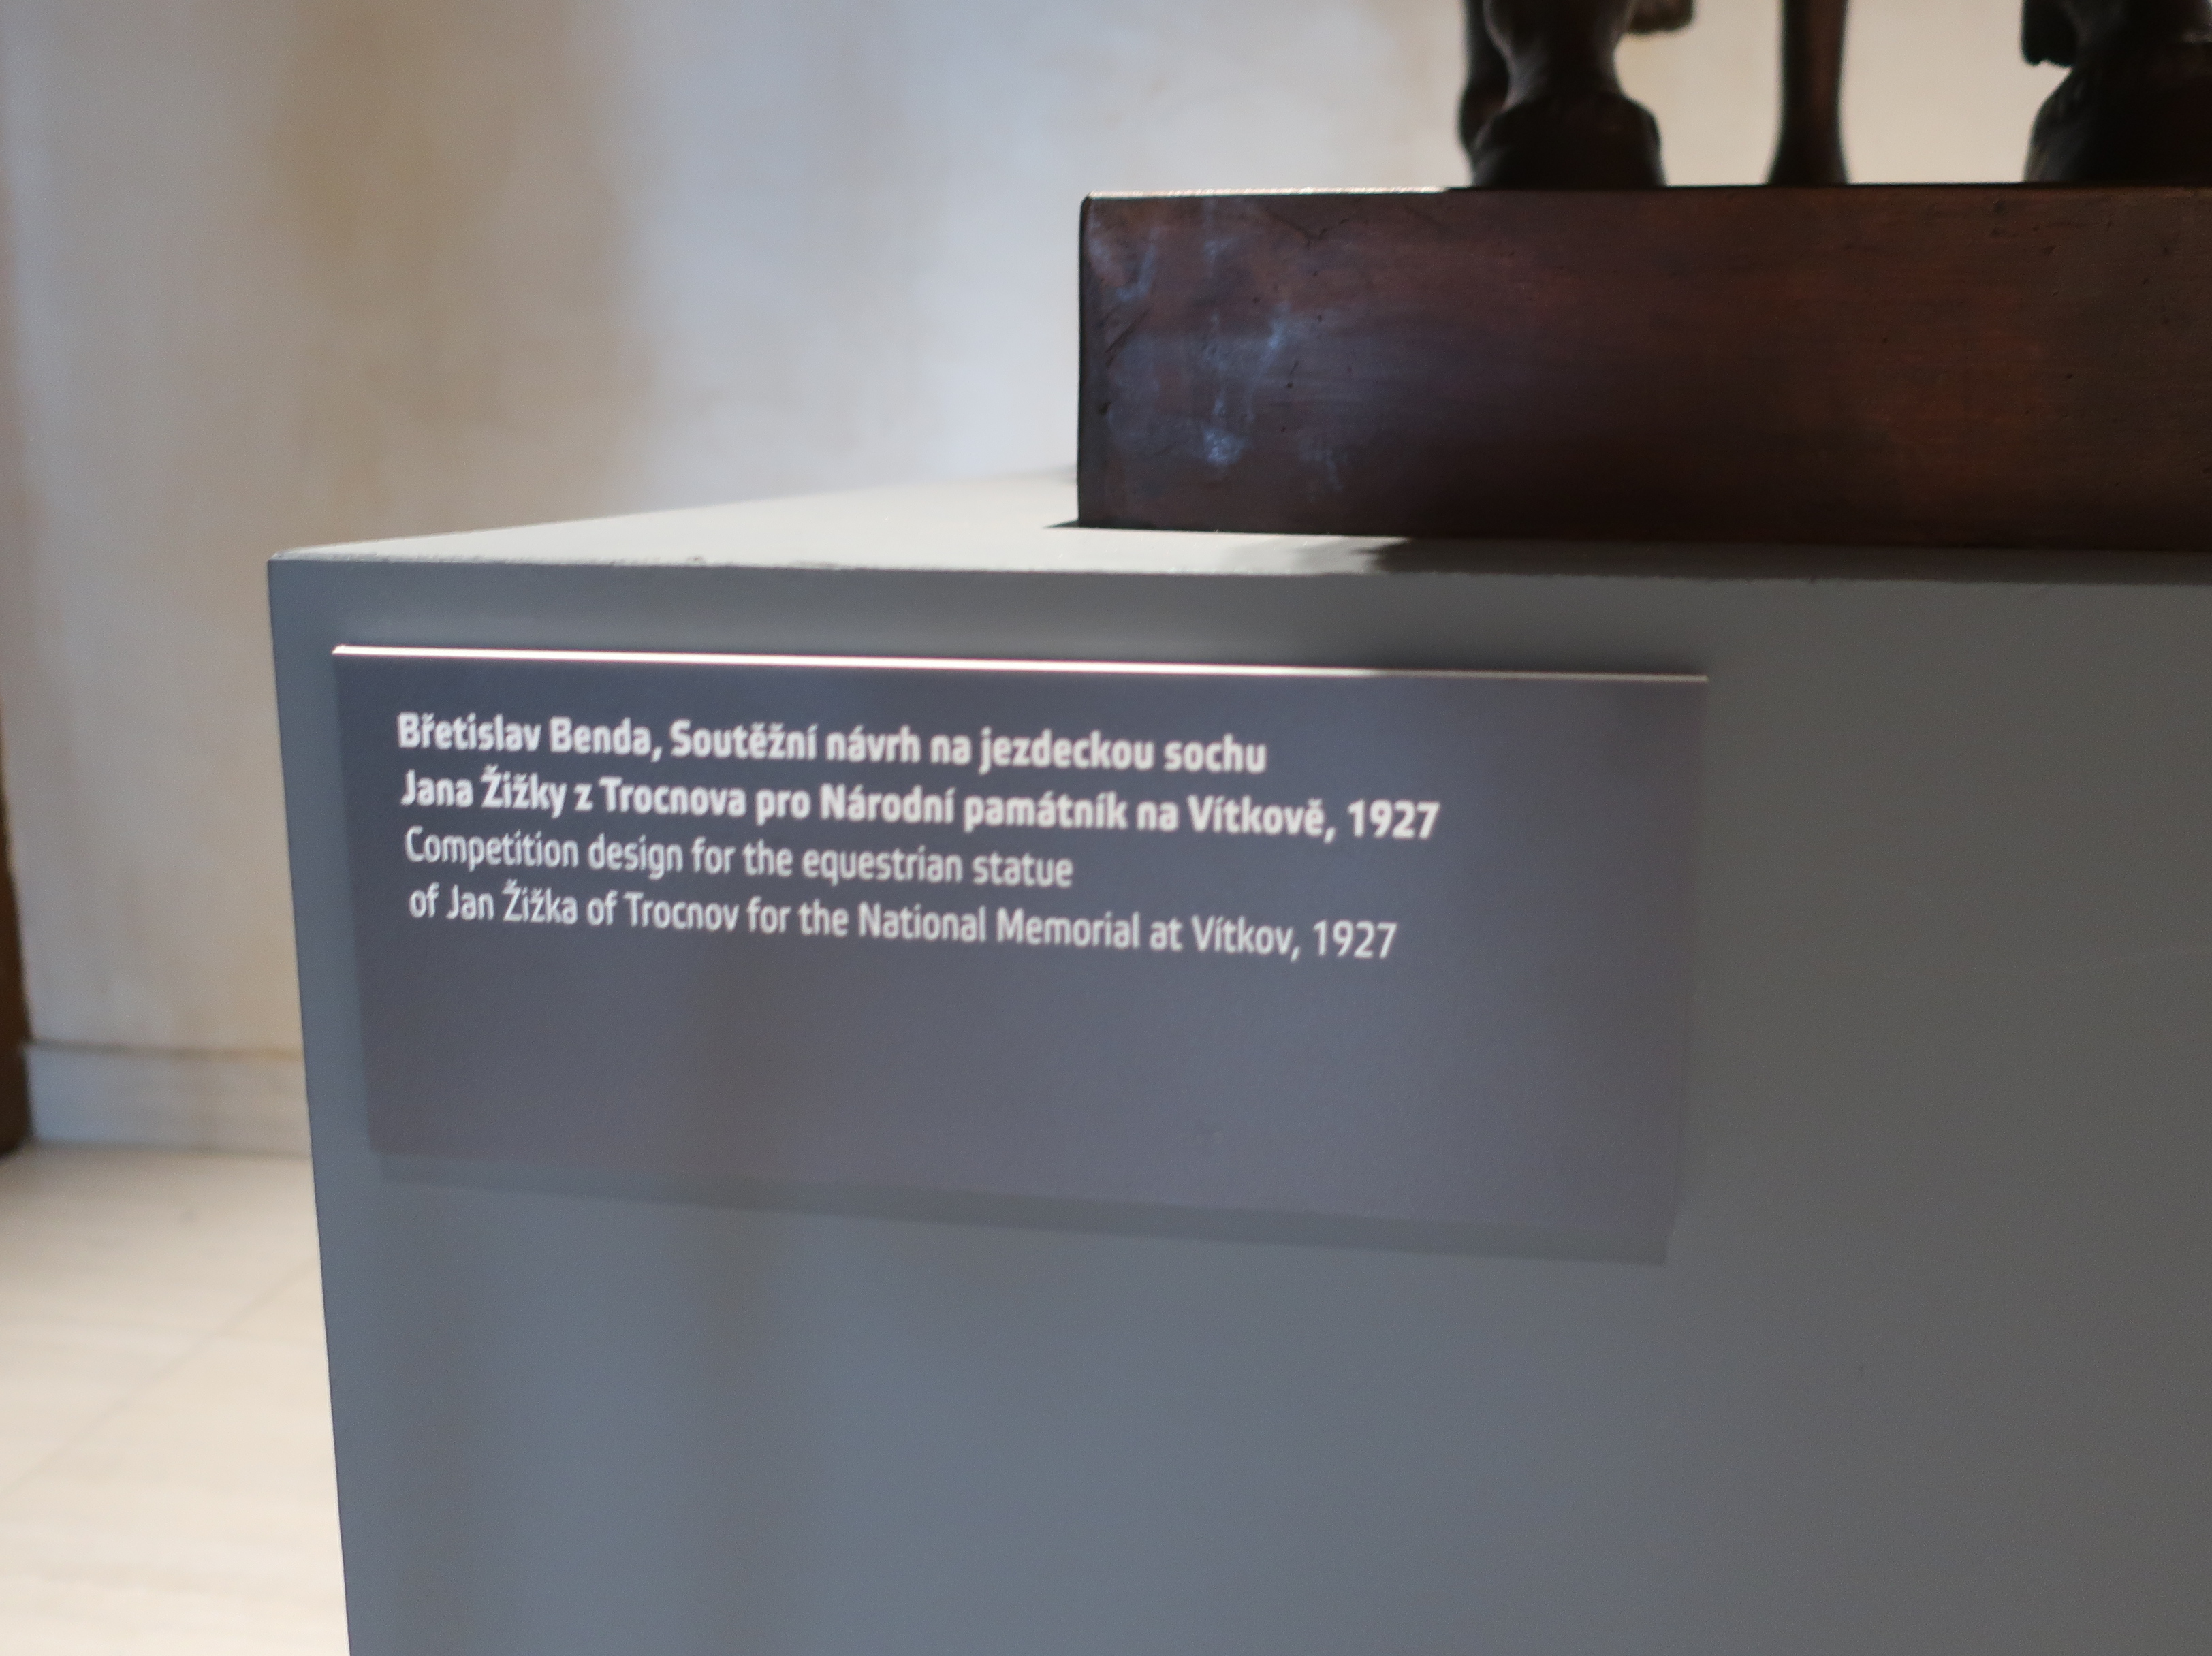 Břetislav Benda, Soutěžní návrh na jezdeckou sochu
Jana Žižky z Trocnova pro Národní památník na Vítkově, 1927
Competition design for the equestrian statue
of Jan Žižka of Trocnov for the National Memorial at Vítkov, 1927